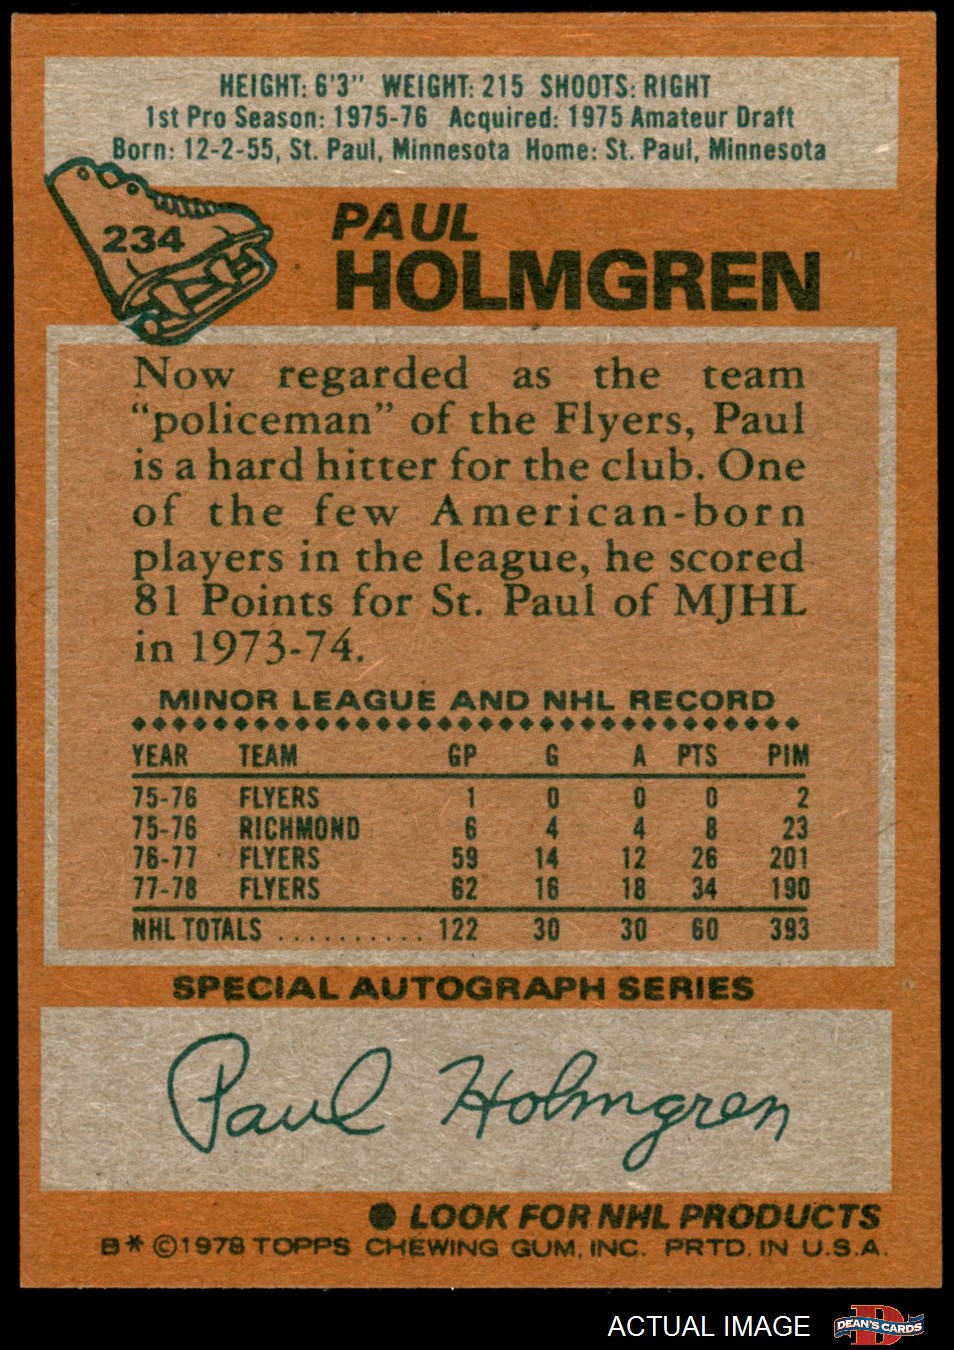 HEIGHT: 6'3" WEIGHT: 215 SHOOTS: RIGHT
1st Pro Season: 1975-76 Acquired: 1975 Amateur Draft
Born: 12-2-55, St. Paul, Minnesota Home: St. Paul, Minnesota
234
PAUL
HOLMGREN
Now regarded as the team
“policeman” of the Flyers, Paul
is a hard hitter for the club. One
of the few American-born
players in the league, he scored
81 Points for St. Paul of MJHL
in 1973-74.
MINOR LEAGUE AND NHL RECORD
YEAR TEAM GP G A PTS PIM
75-76 FLYERS 1 0 0 0 2
75-76 RICHMOND 6 4 4 8 23
76-77 FLYERS 59 14 12 26 201
77-78 FLYERS 62 16 18 34 190
NHL TOTALS .......... 122 30 30 60 393
SPECIAL AUTOGRAPH SERIES
Paul Holmgren
● LOOK FOR NHL PRODUCTS
B* ©1978 TOPPS CHEWING GUM, INC. PRTD. IN U.S.A.
ACTUAL IMAGE
D
DEAN'S CARDS